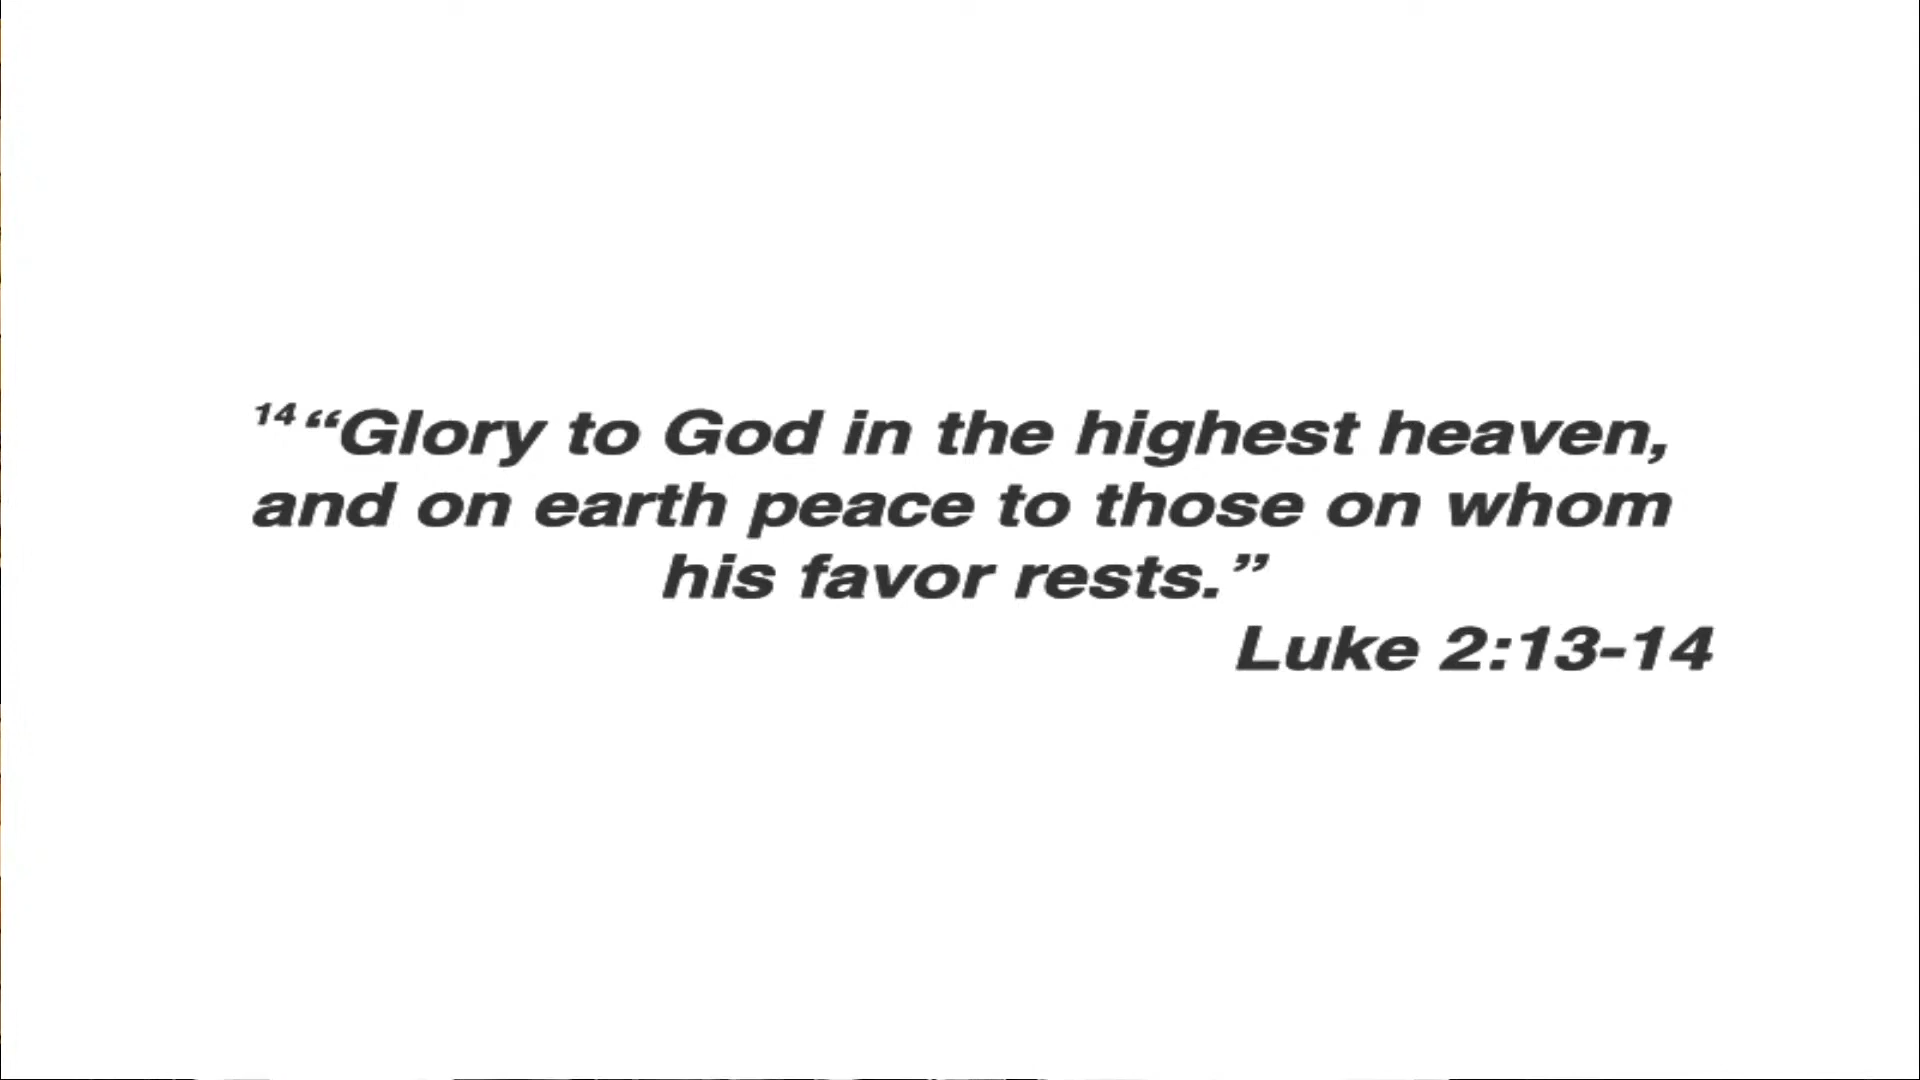 14“Glory to God in the highest heaven,
and on earth peace to those on whom
his favor rests.”
Luke 2:13-14